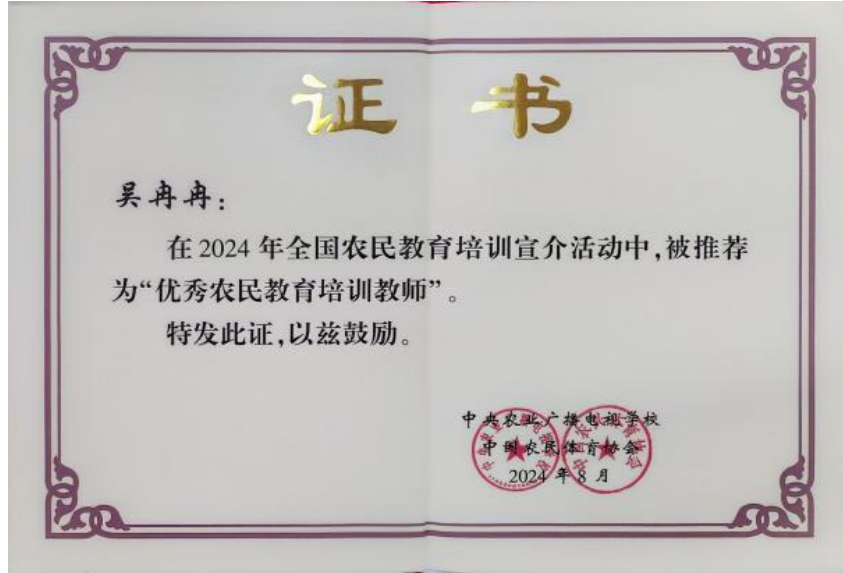 证 书
吴冉冉：
在2024年全国农民教育培训宣介活动中，被推荐
为“优秀农民教育培训教师”。
特发此证，以兹鼓励。
中央农业广播电视学校
中国农民体育协会
2024年8月